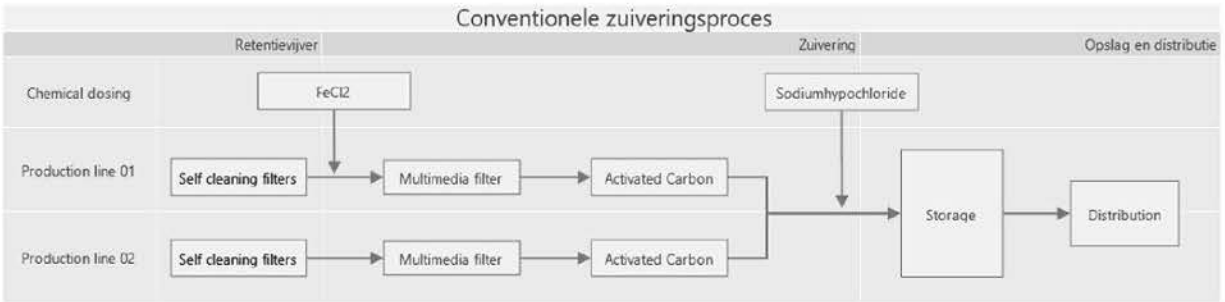 Conventionele zuiveringsproces
Retentievijver
Zuivering
Opslag en distributie
Chemical dosing
FeCl2
Sodiumhypochloride
Production line 01
Self cleaning filters
Multimedia filter
Activated Carbon
Storage
Distribution
Production line 02
Self cleaning filters
Multimedia filter
Activated Carbon